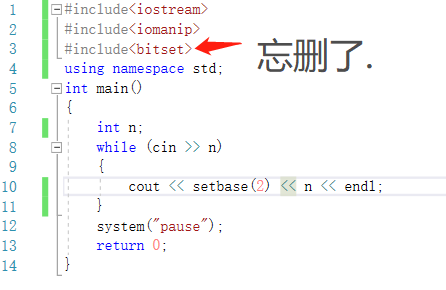 1 #include<iostream>
2 #include<iomanip>
3 #include<bitset> 忘删了.
4 using namespace std;
5 int main()
6 {
7 int n;
8 while (cin >> n)
9 {
10 cout << setbase(2) << n << endl;
11 }
12 system("pause");
13 return 0;
14 }